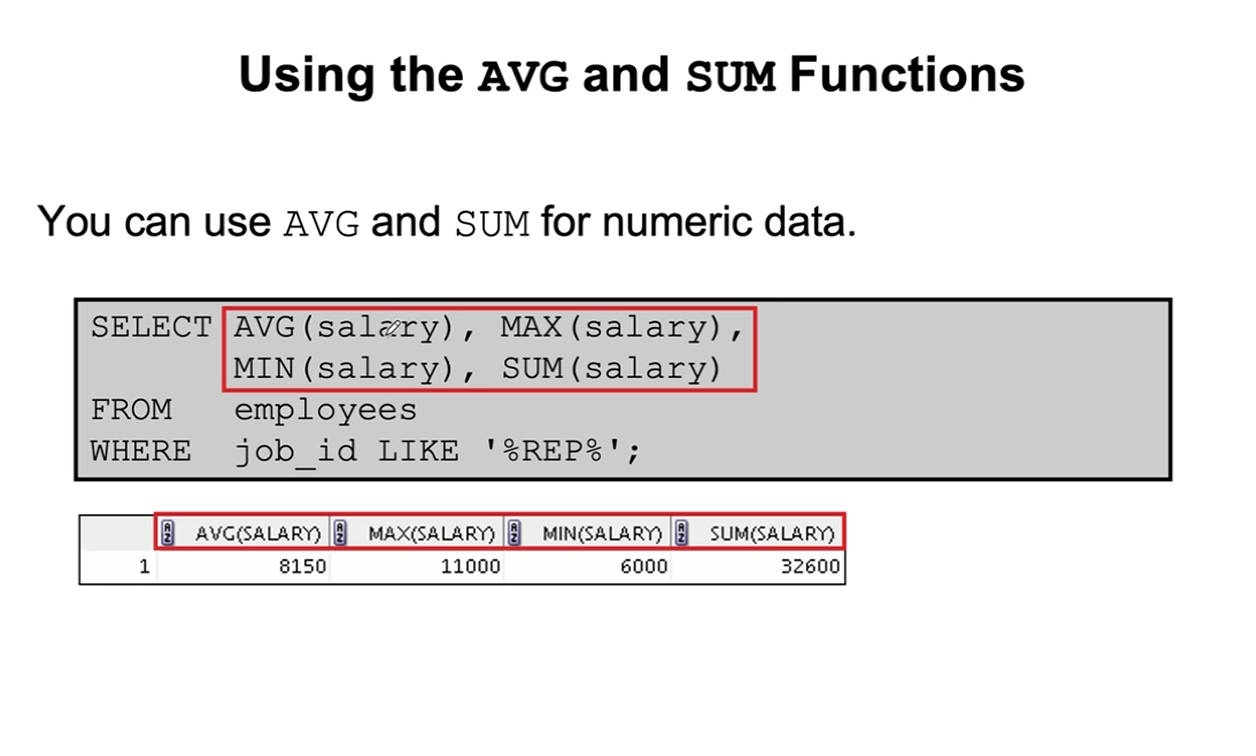 Using the AVG and SUM Functions
You can use AVG and SUM for numeric data.
SELECT AVG(salary), MAX(salary),
MIN(salary), SUM(salary)
FROM employees
WHERE job_id LIKE '%REP%';
AVG(SALARY) MAX(SALARY) MIN(SALARY) SUM(SALARY)
1 8150 11000 6000 32600